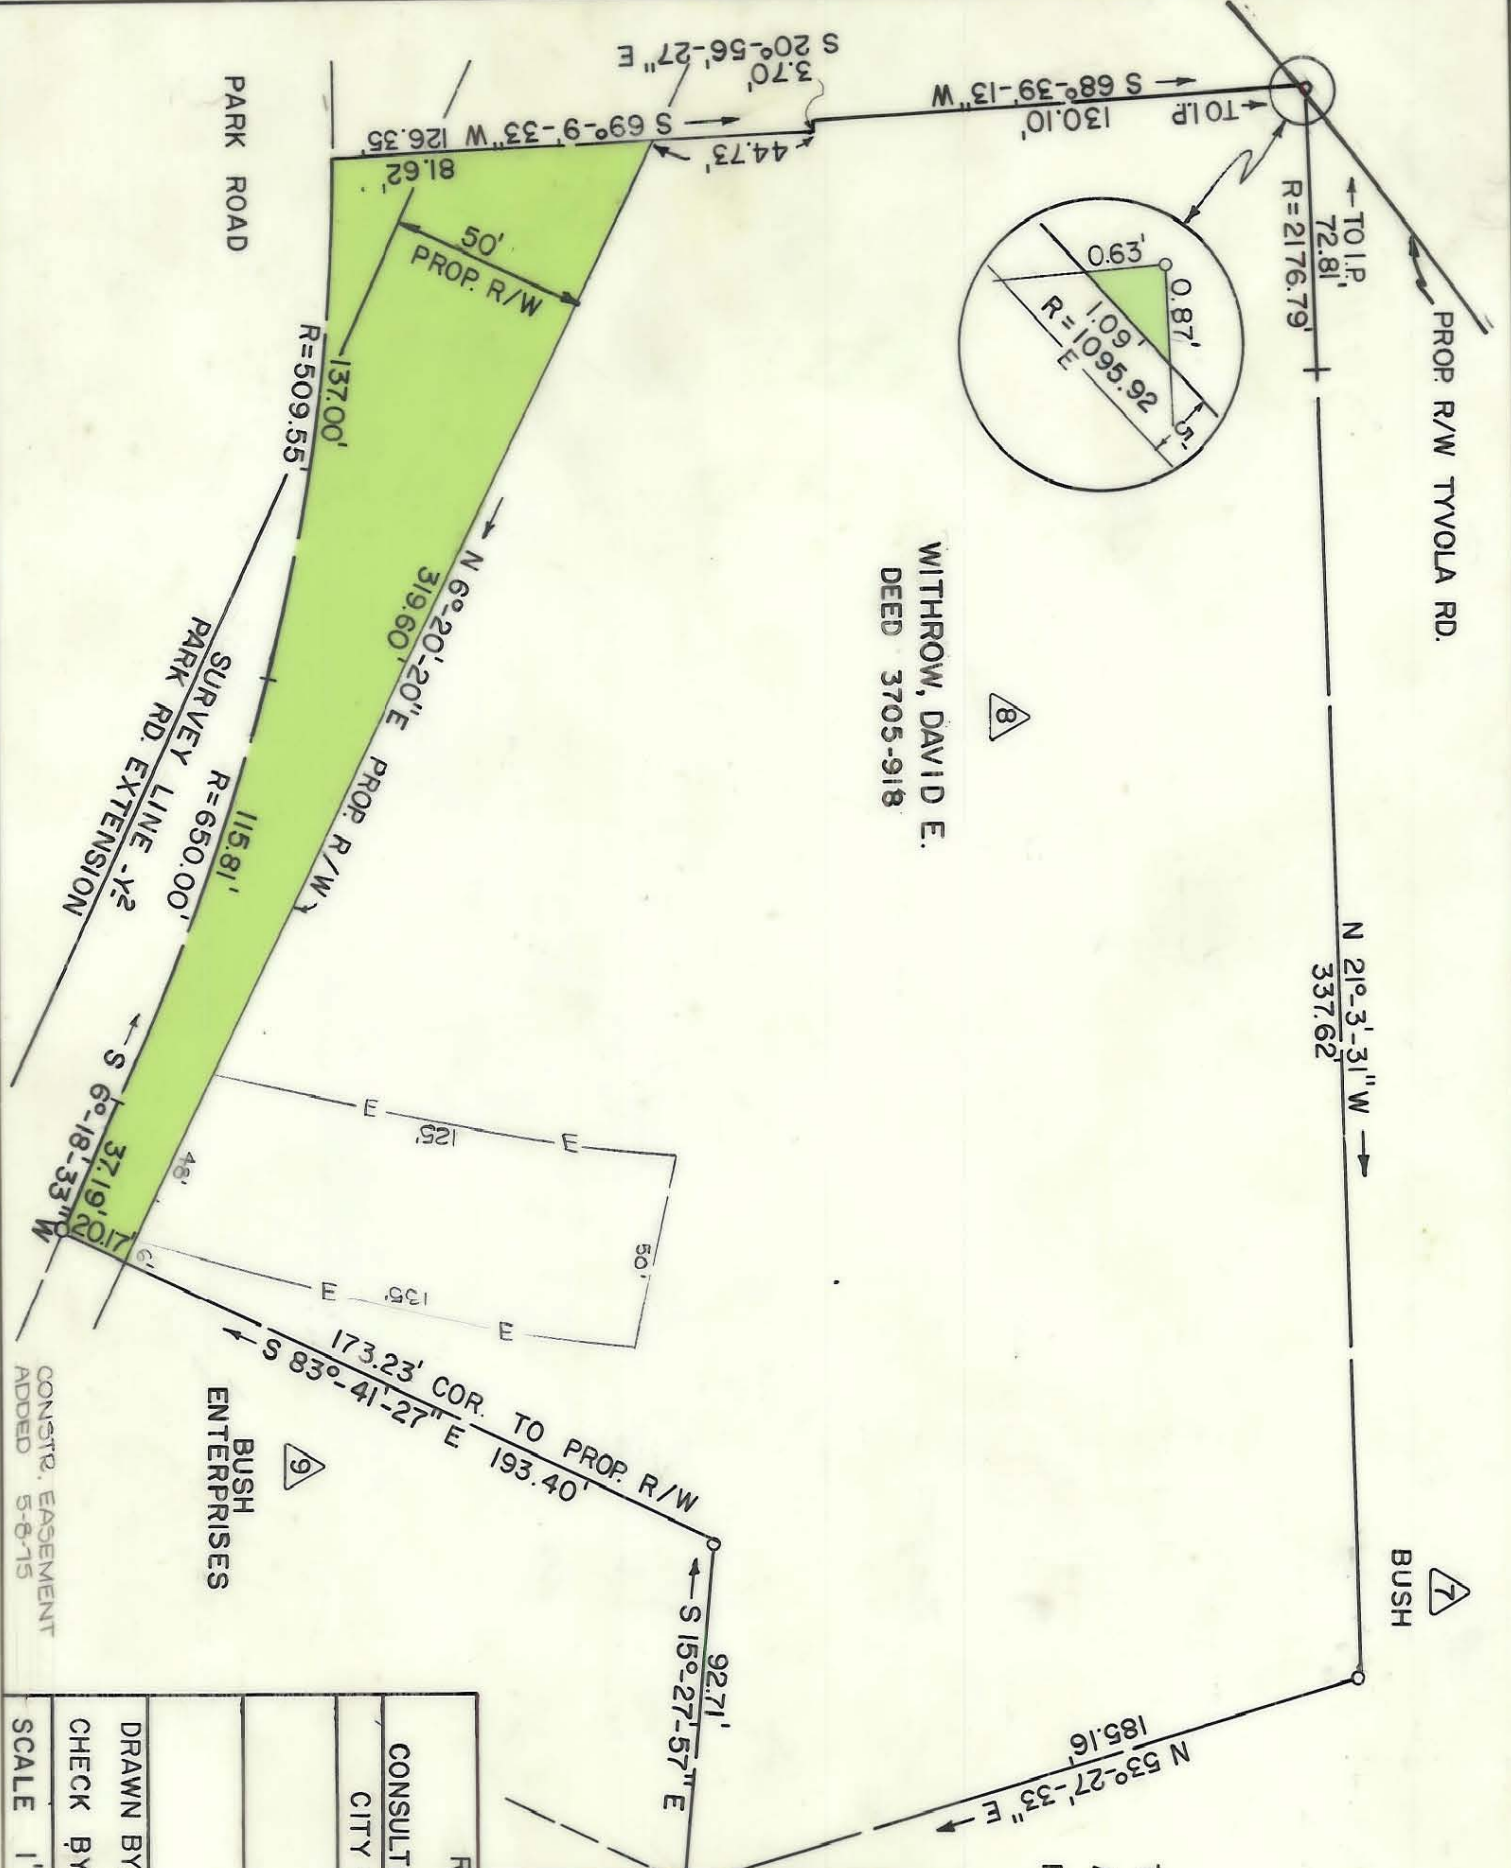 S 20°-56'-27" E
3.70'
S 68°-39'-13" W
130.10'
TO I.P.
PARK ROAD
S 69°-9'-33" W 126.35'
81.62'
44.73'
← TO I.P.
72.81'
R=2176.79'
PROP. R/W TYVOLA RD.
0.63'
0.87'
1.09'
R=1095.92
E
5'
50'
PROP. R/W
137.00'
R=509.55'
N 6°-20'-20" E PROP. R/W
319.60'
WITHROW, DAVID E.
DEED 3705-918
8
N 21°-3'-31" W
337.62'
SURVEY LINE -Y2-
PARK RD. EXTENSION
115.81'
R=650.00'
S 6°-18'-33" W
37.19'
20.17'
48'
6'
E
125'
E
50'
E
135'
E
173.23' COR. TO PROP. R/W
S 83°-41'-27" E 193.40'
9
BUSH
ENTERPRISES
CONSTR. EASEMENT
ADDED 5-8-75
92.71'
S 15°-27'-57" E
7
BUSH
185.16'
N 53°-27'-33" E
CONSULT
CITY
DRAWN BY
CHECK BY
SCALE 1"